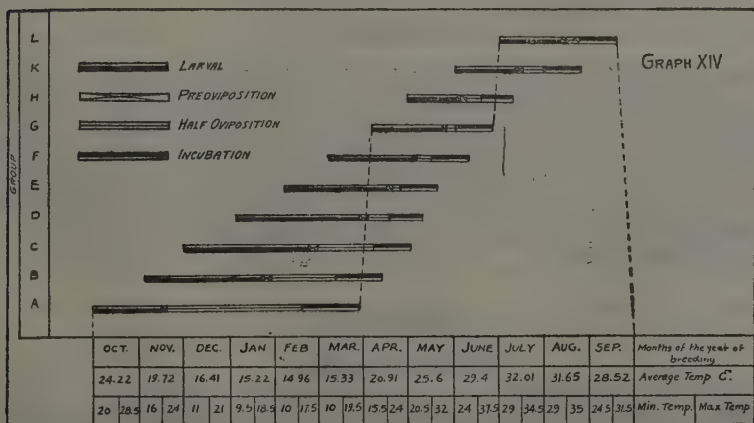 GRAPH XIV
LARVAL
PREOVIPOSITION
HALF OVIPOSITION
INCUBATION
GROUP
L
K
H
G
F
E
D
C
B
A
OCT. NOV. DEC. JAN FEB MAR. APR. MAY JUNE JULY AUG. SEP. Months of the year of breeding
24.22 19.72 16.41 15.22 14.96 15.33 20.91 25.6 29.4 32.01 31.65 28.52 Average Temp C.
20 28.5 16 24 11 21 9.5 18.5 10 17.5 10 19.5 15.5 24 20.5 32 24 37.5 29 34.5 29 35 24.5 31.5 Min. Temp. Max Temp